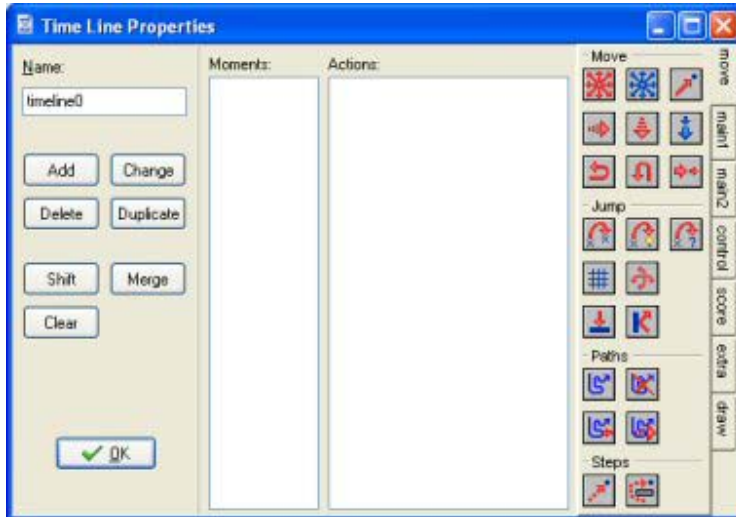 Time Line Properties
Name:
timeline0
Add Change
Delete Duplicate
Shift Merge
Clear
OK
Moments:
Actions:
Move
Jump
Paths
Steps
move
main1
main2
control
score
extra
draw